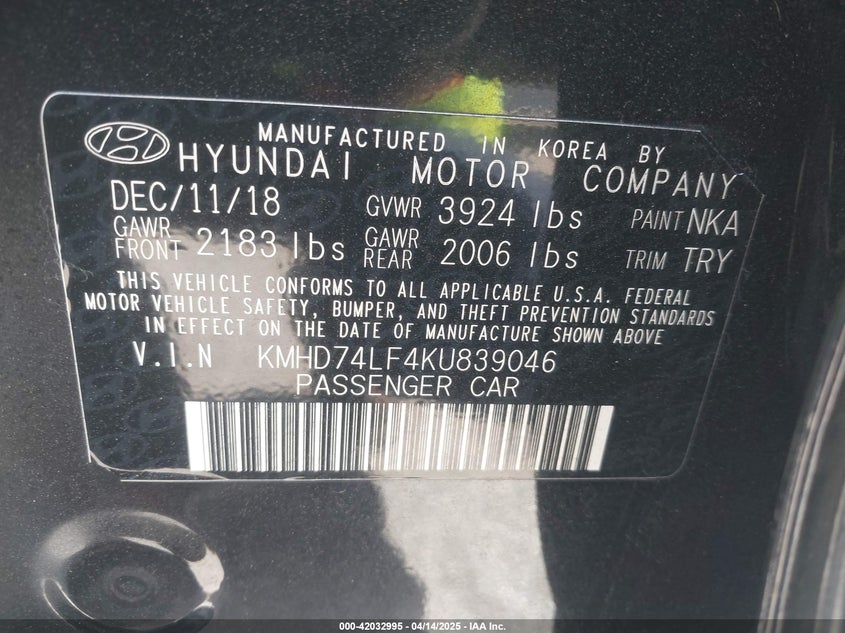 MANUFACTURED IN KOREA BY
HYUNDAI MOTOR COMPANY
DEC/11/18 GVWR 3924 lbs PAINT NKA
GAWR FRONT 2183 lbs GAWR REAR 2006 lbs TRIM TRY
THIS VEHICLE CONFORMS TO ALL APPLICABLE U.S.A. FEDERAL
MOTOR VEHICLE SAFETY, BUMPER, AND THEFT PREVENTION STANDARDS
IN EFFECT ON THE DATE OF MANUFACTURE SHOWN ABOVE
V.I.N KMHD74LF4KU839046
PASSENGER CAR
000-42032995 - 04/14/2025 - IAA Inc.